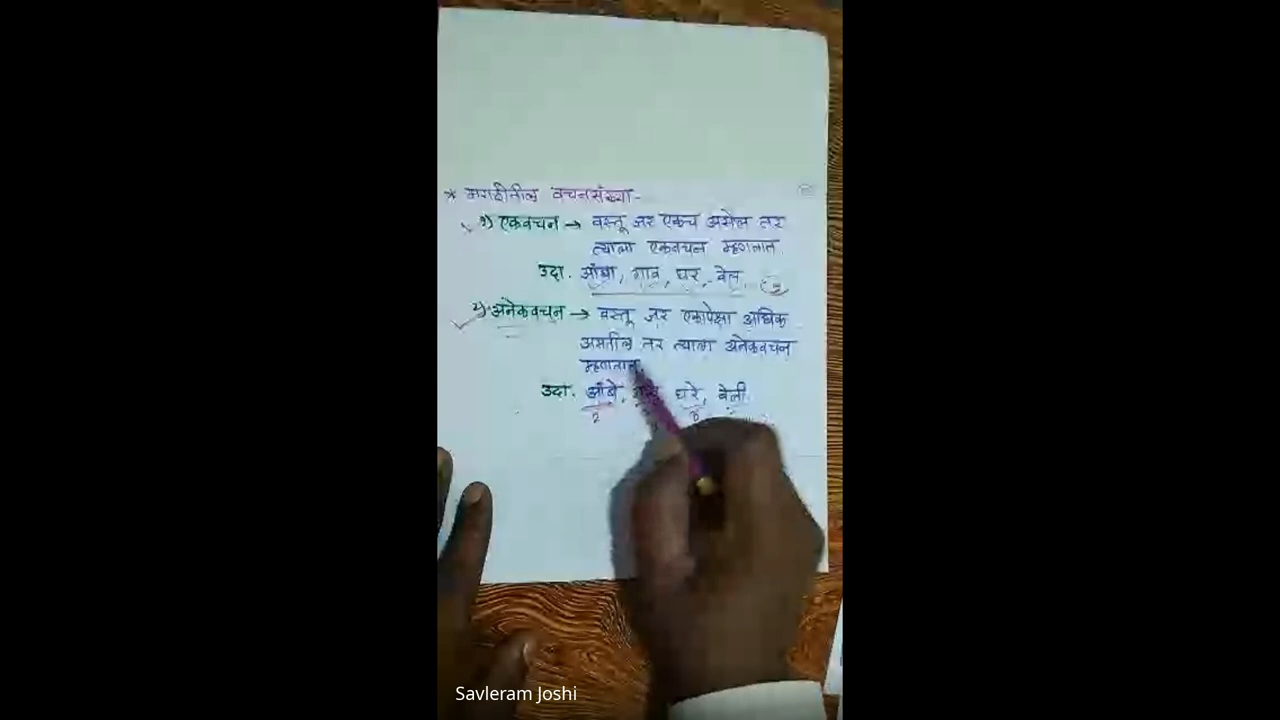 * मराठीतील वचनसंख्या-
१) एकवचन → वस्तू जर एकच असेल तर
त्याला एकवचन म्हणतात.
उदा. आंबा, गाव, घर, वेल
२) अनेकवचन → वस्तू जर एकापेक्षा अधिक
असतील तर त्याला अनेकवचन
म्हणतात.
उदा. आंबे, घरे, वेली
Savleram Joshi